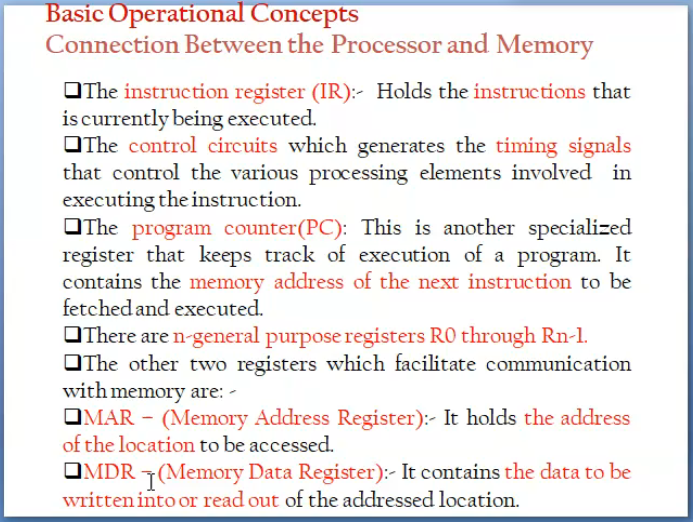 Basic Operational Concepts
Connection Between the Processor and Memory
❑The instruction register (IR):- Holds the instructions that
is currently being executed.
❑The control circuits which generates the timing signals
that control the various processing elements involved in
executing the instruction.
❑The program counter(PC): This is another specialized
register that keeps track of execution of a program. It
contains the memory address of the next instruction to be
fetched and executed.
❑There are n-general purpose registers R0 through Rn-1.
❑The other two registers which facilitate communication
with memory are: -
❑MAR – (Memory Address Register):- It holds the address
of the location to be accessed.
❑MDR – (Memory Data Register):- It contains the data to be
written into or read out of the addressed location.